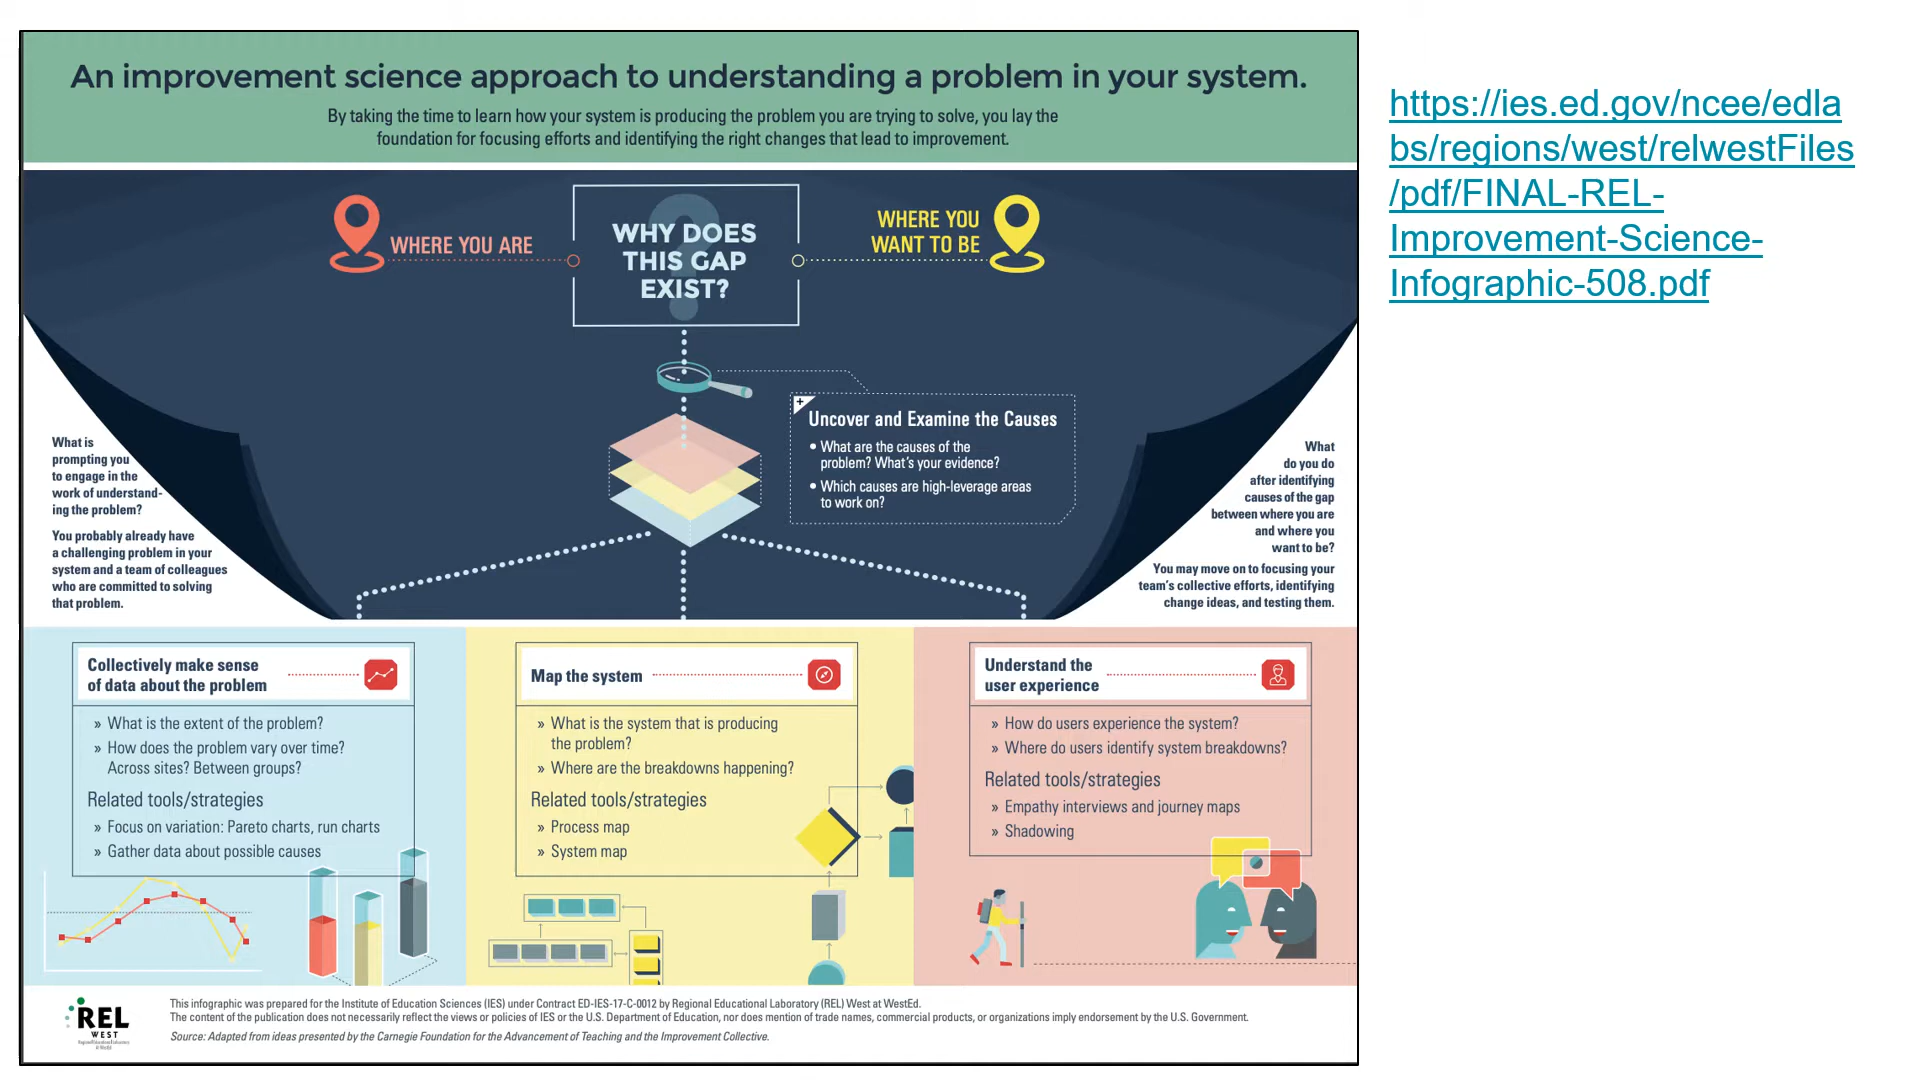 An improvement science approach to understanding a problem in your system.
By taking the time to learn how your system is producing the problem you are trying to solve, you lay the
foundation for focusing efforts and identifying the right changes that lead to improvement.
https://ies.ed.gov/ncee/edla
bs/regions/west/relwestFiles
/pdf/FINAL-REL-
Improvement-Science-
Infographic-508.pdf
WHERE YOU ARE
?
WHY DOES
THIS GAP
EXIST?
WHERE YOU
WANT TO BE
+
Uncover and Examine the Causes
• What are the causes of the
problem? What's your evidence?
• Which causes are high-leverage areas
to work on?
What is
prompting you
to engage in the
work of understand-
ing the problem?
You probably already have
a challenging problem in your
system and a team of colleagues
who are committed to solving
that problem.
What
do you do
after identifying
causes of the gap
between where you are
and where you
want to be?
You may move on to focusing your
team's collective efforts, identifying
change ideas, and testing them.
Collectively make sense
of data about the problem
» What is the extent of the problem?
» How does the problem vary over time?
Across sites? Between groups?
Related tools/strategies
» Focus on variation: Pareto charts, run charts
» Gather data about possible causes
Map the system
» What is the system that is producing
the problem?
» Where are the breakdowns happening?
Related tools/strategies
» Process map
» System map
Understand the
user experience
» How do users experience the system?
» Where do users identify system breakdowns?
Related tools/strategies
» Empathy interviews and journey maps
» Shadowing
REL
WEST
Regional Educational Laboratory
At WestEd
This infographic was prepared for the Institute of Education Sciences (IES) under Contract ED-IES-17-C-0012 by Regional Educational Laboratory (REL) West at WestEd.
The content of the publication does not necessarily reflect the views or policies of IES or the U.S. Department of Education, nor does mention of trade names, commercial products, or organizations imply endorsement by the U.S. Government.
Source: Adapted from ideas presented by the Carnegie Foundation for the Advancement of Teaching and the Improvement Collective.